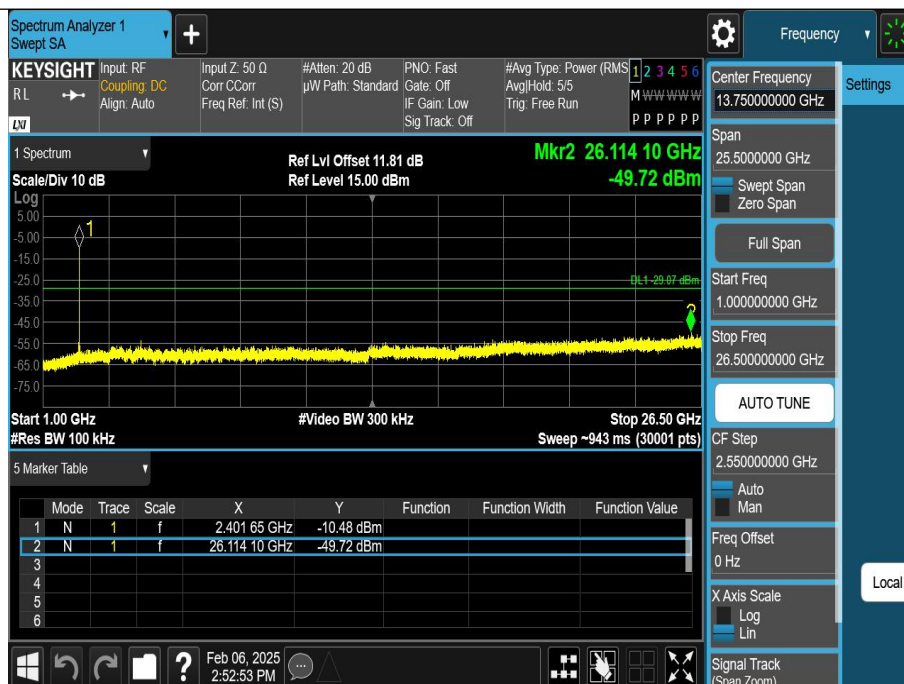 Spectrum Analyzer 1
Swept SA
+
Frequency
KEYSIGHT
RL
LXI
Input: RF
Coupling: DC
Align: Auto
Input Z: 50 Ω
Corr CCorr
Freq Ref: Int (S)
#Atten: 20 dB
µW Path: Standard
PNO: Fast
Gate: Off
IF Gain: Low
Sig Track: Off
#Avg Type: Power (RMS
Avg|Hold: 5/5
Trig: Free Run
1 2 3 4 5 6
M W W W W W
P P P P P P
Center Frequency
13.750000000 GHz
Settings
Span
25.5000000 GHz
Swept Span
Zero Span
Full Span
Start Freq
1.000000000 GHz
Stop Freq
26.500000000 GHz
AUTO TUNE
CF Step
2.550000000 GHz
Auto
Man
Freq Offset
0 Hz
X Axis Scale
Log
Lin
Signal Track
(Span Zoom)
Local
1 Spectrum
Scale/Div 10 dB
Ref Lvl Offset 11.81 dB
Ref Level 15.00 dBm
Mkr2 26.114 10 GHz
-49.72 dBm
Log
5.00
-5.00
-15.0
-25.0
-35.0
-45.0
-55.0
-65.0
-75.0
1
DL1 -29.07 dBm
Start 1.00 GHz
#Res BW 100 kHz
#Video BW 300 kHz
Stop 26.50 GHz
Sweep ~943 ms (30001 pts)
5 Marker Table
Mode Trace Scale X Y Function Function Width Function Value
1 N 1 f 2.401 65 GHz -10.48 dBm
2 N 1 f 26.114 10 GHz -49.72 dBm
3
4
5
6
?
Feb 06, 2025
2:52:53 PM